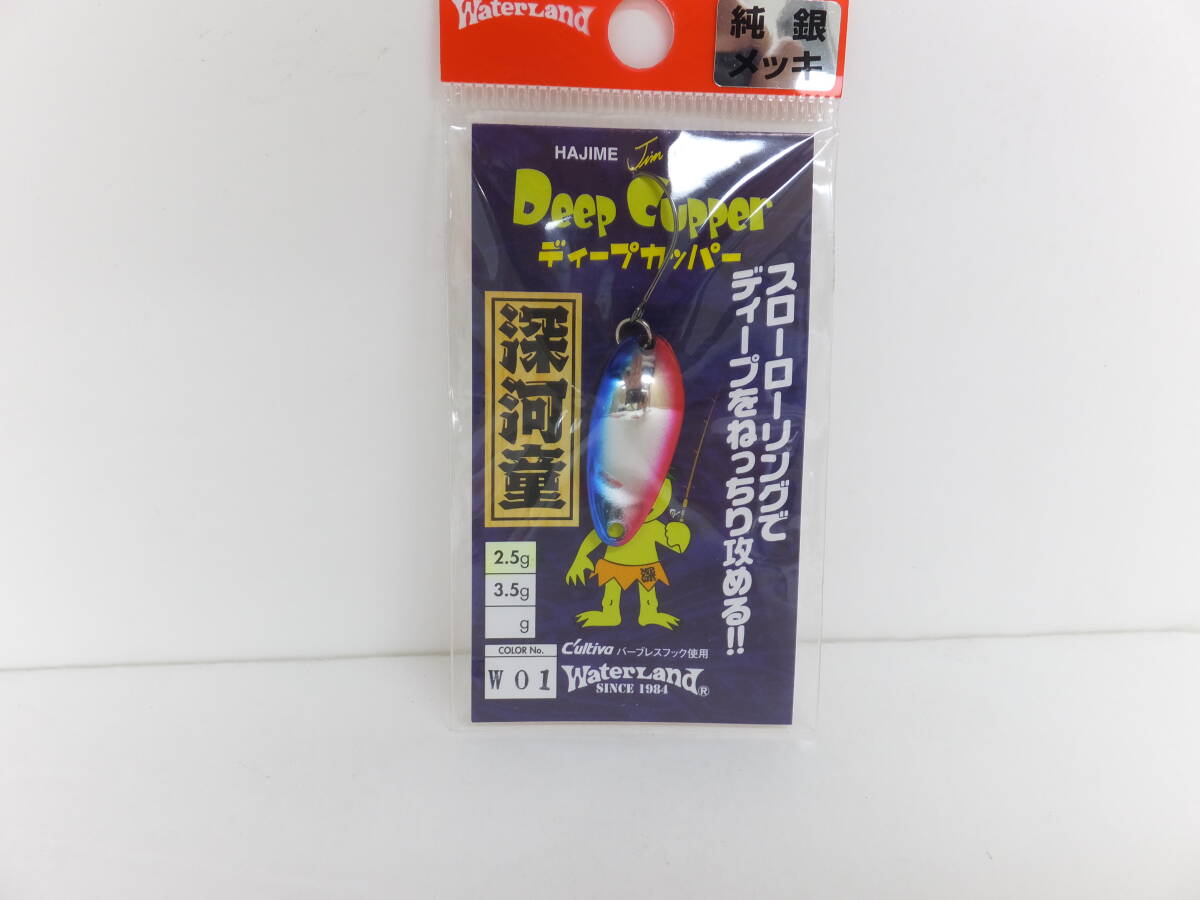 WaterLand
純銀
メッキ
HAJIME Jim
Deep Cupper
ディープカッパー
スローローリングで
ディープをねっちり攻める!!
深河童
2.5g
3.5g
g
COLOR No.
W01
C'ultiva バーブレスフック使用
WaterLand®
SINCE 1984
深